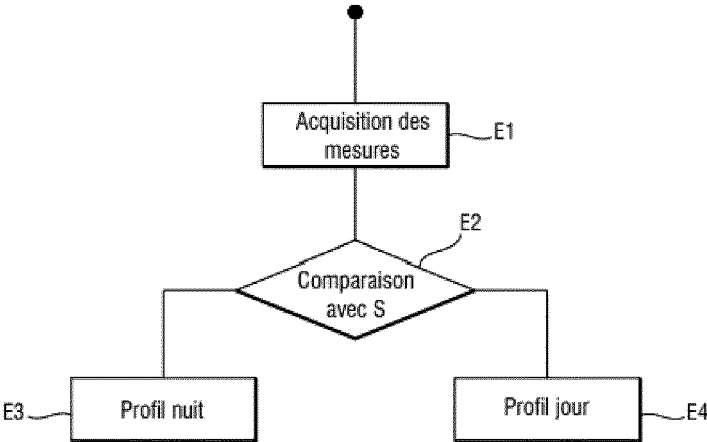 Acquisition des
mesures
E1
E2
Comparaison
avec S
E3
Profil nuit
Profil jour
E4